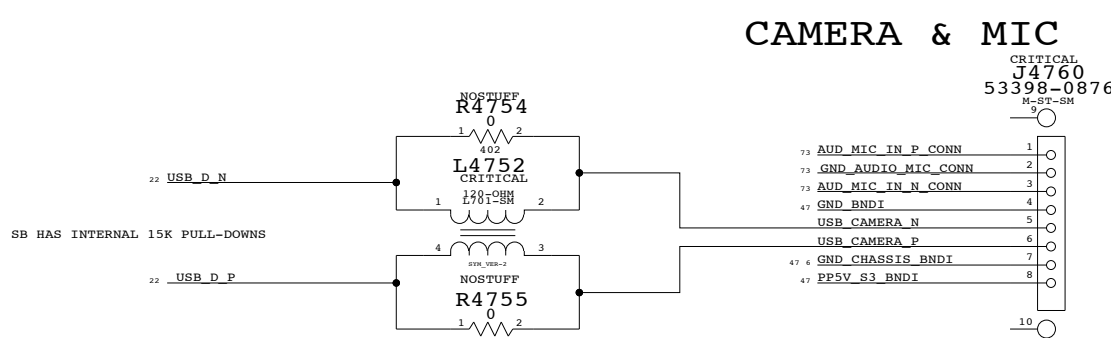 CAMERA & MIC
CRITICAL
J4760
53398-0876
M-ST-SM
9
NOSTUFF
R4754
0
1 2
402
L4752
CRITICAL
120-OHM
L701-SM
1 2
22 USB_D_N
73 AUD_MIC_IN_P_CONN 1
73 GND_AUDIO_MIC_CONN 2
73 AUD_MIC_IN_N_CONN 3
47 GND_BNDI 4
USB_CAMERA_N 5
USB_CAMERA_P 6
47 6 GND_CHASSIS_BNDI 7
47 PP5V_S3_BNDI 8
SB HAS INTERNAL 15K PULL-DOWNS
4 3
SYM_VER-2
22 USB_D_P
NOSTUFF
R4755
0
1 2
10